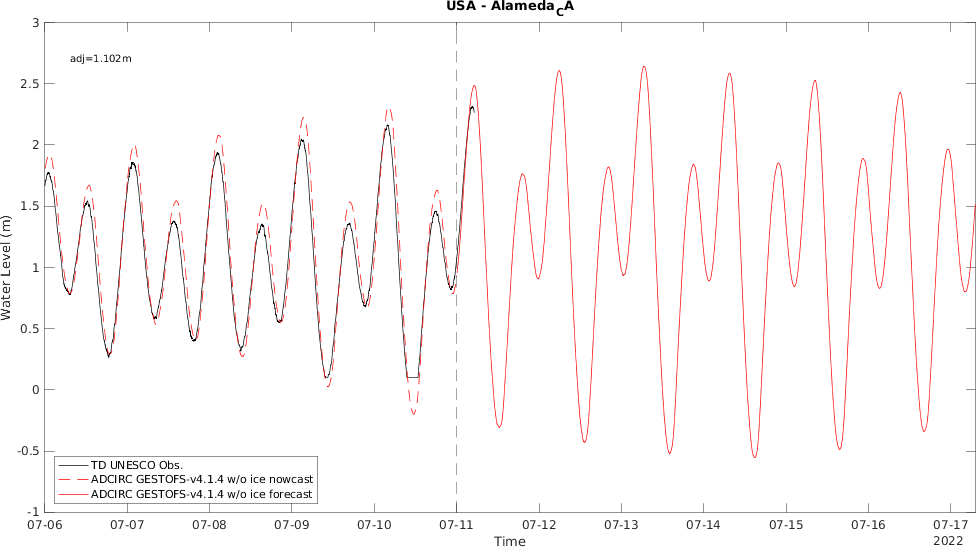 USA - Alameda_CA
adj=1.102m
3
2.5
2
1.5
1
0.5
0
-0.5
-1
Water Level (m)
TD UNESCO Obs.
ADCIRC GESTOFS-v4.1.4 w/o ice nowcast
ADCIRC GESTOFS-v4.1.4 w/o ice forecast
07-06 07-07 07-08 07-09 07-10 07-11 07-12 07-13 07-14 07-15 07-16 07-17
Time 2022